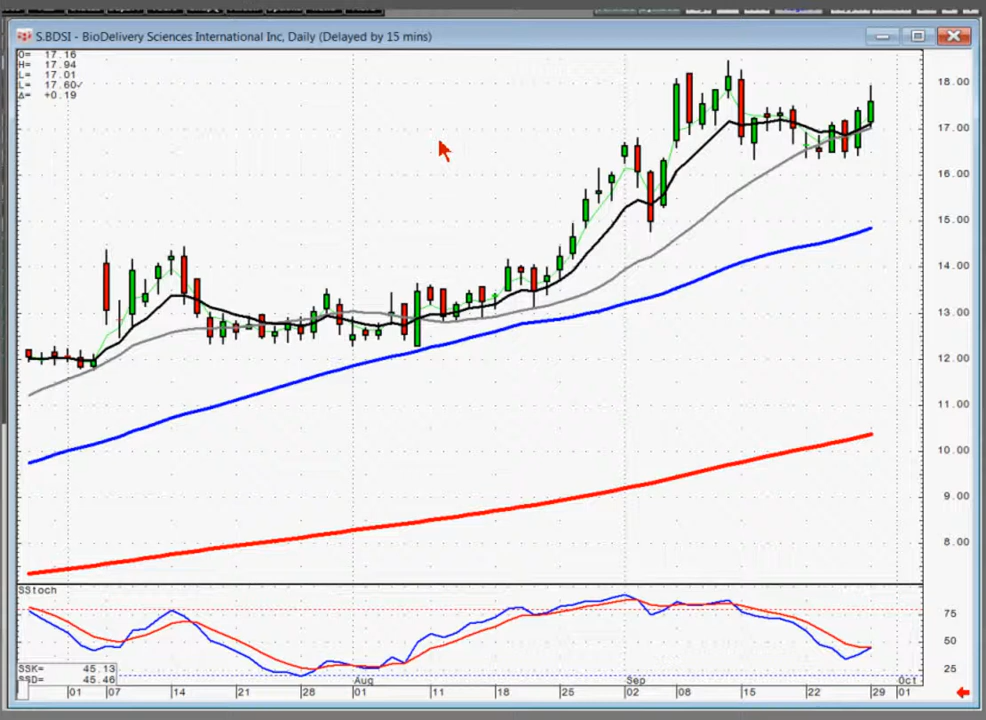 S.BDSI - BioDelivery Sciences International Inc, Daily (Delayed by 15 mins)
O= 17.16
H= 17.94
L= 17.01
L= 17.60✓
Δ= +0.19
18.00
17.00
16.00
15.00
14.00
13.00
12.00
11.00
10.00
9.00
8.00
SStoch
75
50
25
SSK= 45.13
SSD= 45.46
Aug Sep Oct
01 07 14 21 28 01 11 18 25 02 08 15 22 29 01